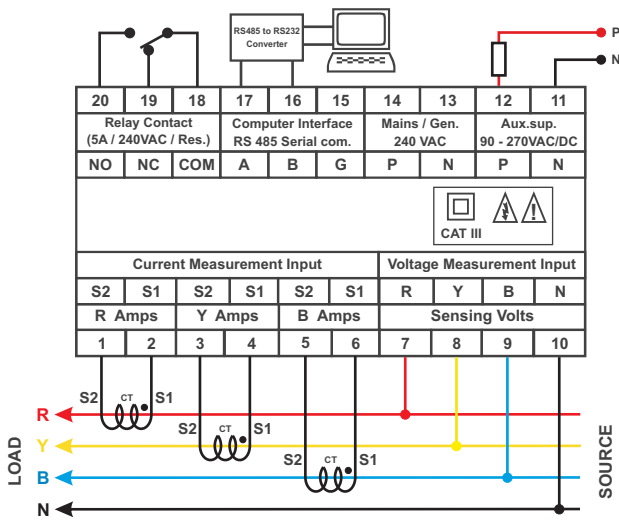 RS485 to RS232
Converter
P
N
20 19 18 17 16 15 14 13 12 11
Relay Contact
(5A / 240VAC / Res.)
Computer Interface
RS 485 Serial com.
Mains / Gen.
240 VAC
Aux.sup.
90 - 270VAC/DC
NO NC COM A B G P N P N
CAT III
Current Measurement Input Voltage Measurement Input
S2 S1 S2 S1 S2 S1 R Y B N
R Amps Y Amps B Amps Sensing Volts
1 2 3 4 5 6 7 8 9 10
S2 CT S1
R
S2 CT S1
Y
S2 CT S1
B
N
LOAD
SOURCE